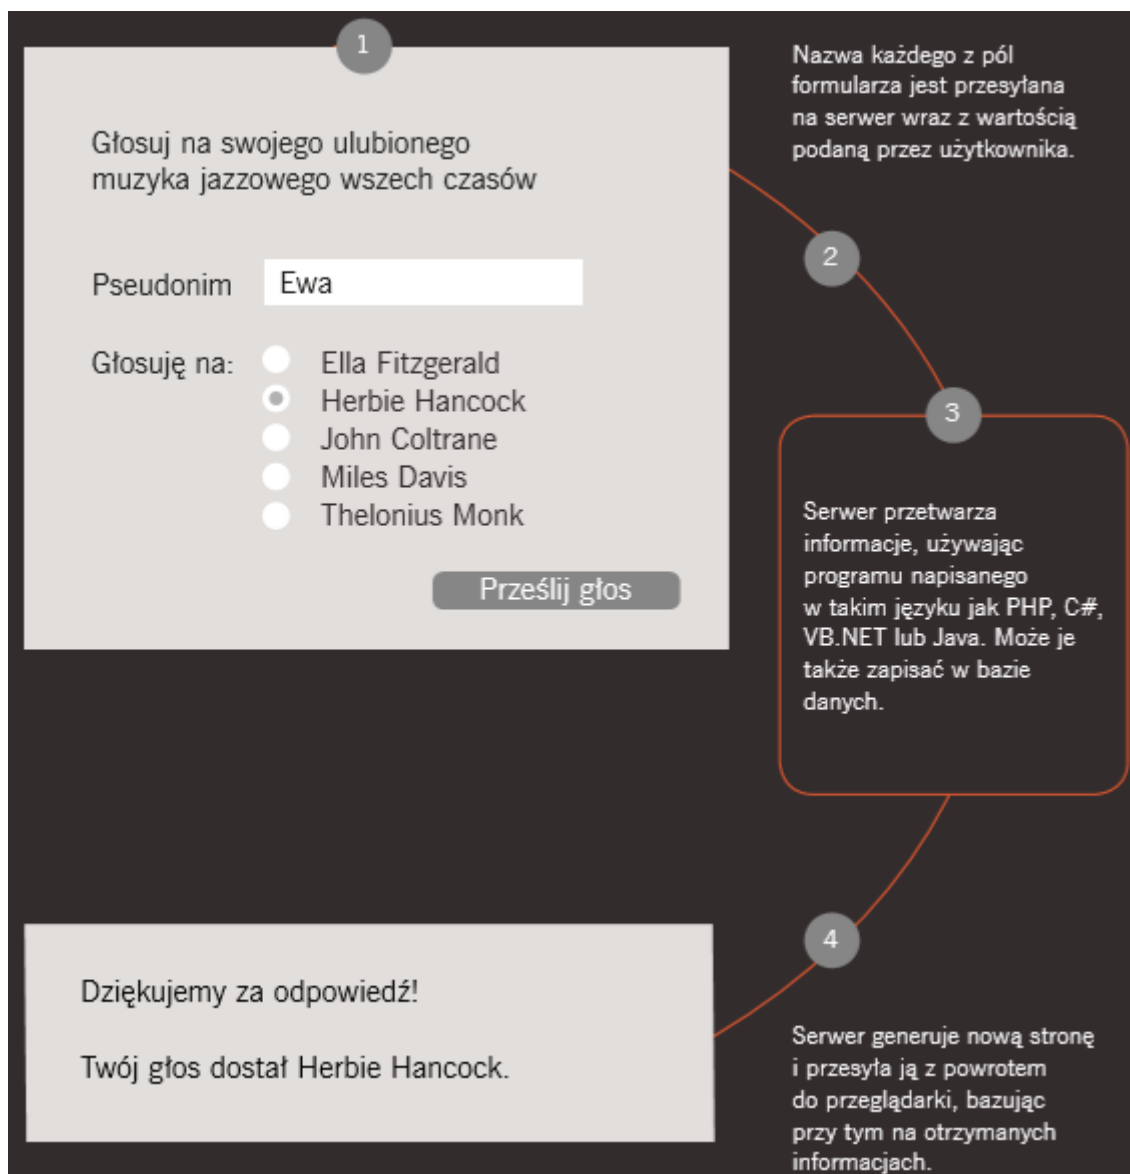 1
Głosuj na swojego ulubionego
muzyka jazzowego wszech czasów
Pseudonim Ewa
Głosuję na: Ella Fitzgerald
Herbie Hancock
John Coltrane
Miles Davis
Thelonius Monk
Prześlij głos
Nazwa każdego z pól
formularza jest przesyłana
na serwer wraz z wartością
podaną przez użytkownika.
2
3
Serwer przetwarza
informacje, używając
programu napisanego
w takim języku jak PHP, C#,
VB.NET lub Java. Może je
także zapisać w bazie
danych.
4
Serwer generuje nową stronę
i przesyła ją z powrotem
do przeglądarki, bazując
przy tym na otrzymanych
informacjach.
Dziękujemy za odpowiedź!
Twój głos dostał Herbie Hancock.